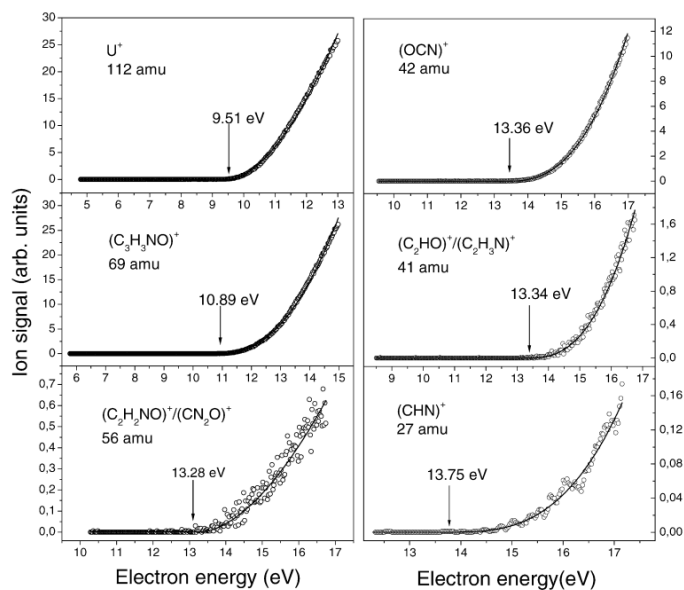 Ion signal (arb. units)
30
25
20
15
10
5
0
U⁺
112 amu
9.51 eV
5 6 7 8 9 10 11 12 13
(OCN)⁺
42 amu
13.36 eV
12
10
8
6
4
2
0
10 11 12 13 14 15 16 17
30
25
20
15
10
5
0
(C₃H₃NO)⁺
69 amu
10.89 eV
6 7 8 9 10 11 12 13 14 15
(C₂HO)⁺/(C₂H₃N)⁺
41 amu
13.34 eV
1,6
1,2
0,8
0,4
0,0
9 10 11 12 13 14 15 16
0,7
0,6
0,5
0,4
0,3
0,2
0,1
0,0
(C₂H₂NO)⁺/(CN₂O)⁺
56 amu
13.28 eV
10 11 12 13 14 15 16 17
Electron energy (eV)
(CHN)⁺
27 amu
13.75 eV
0,16
0,12
0,08
0,04
0,00
13 14 15 16 17
Electron energy(eV)